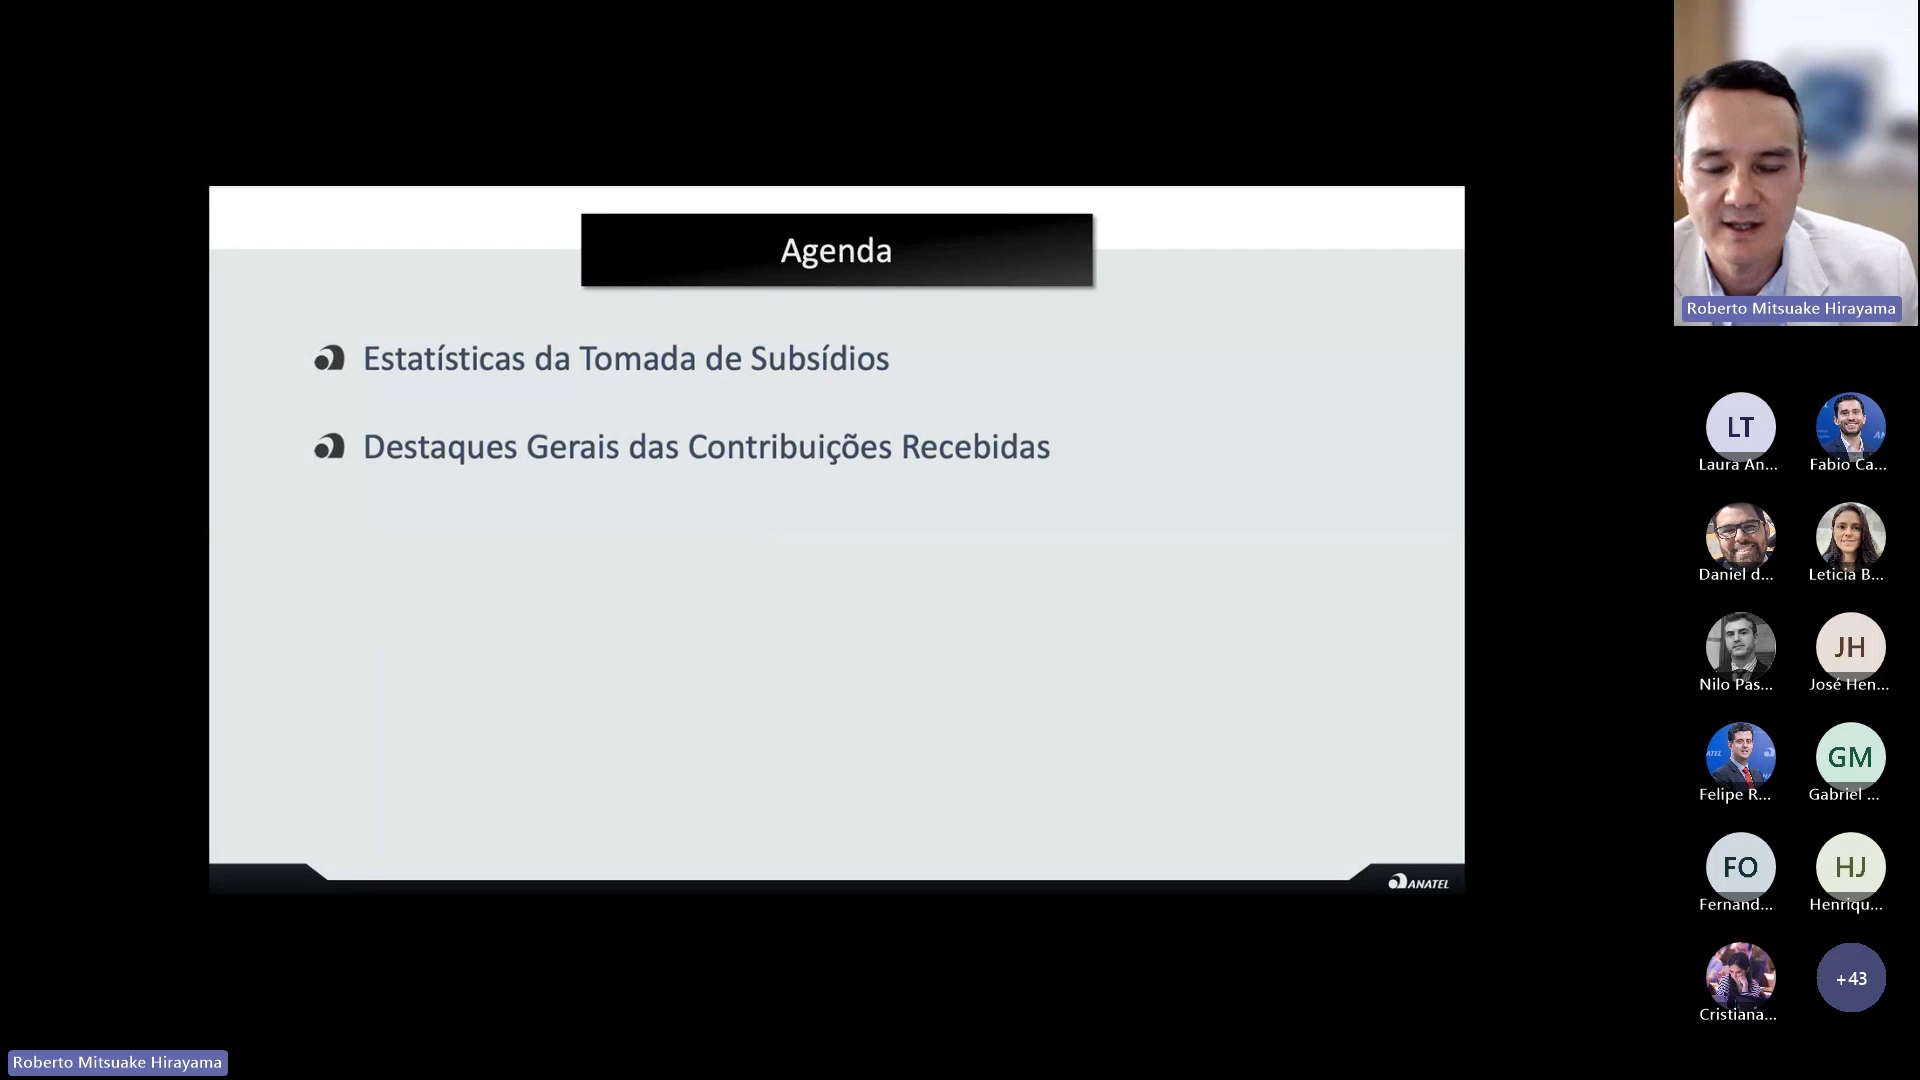 Agenda
Estatísticas da Tomada de Subsídios
Destaques Gerais das Contribuições Recebidas
ANATEL
Roberto Mitsuake Hirayama
LT
Laura An...
Fabio Ca...
Daniel d...
Leticia B...
Nilo Pas...
JH
José Hen...
ATEL
Felipe R...
GM
Gabriel ...
FO
Fernand...
HJ
Henriqu...
Cristiana...
+43
Roberto Mitsuake Hirayama